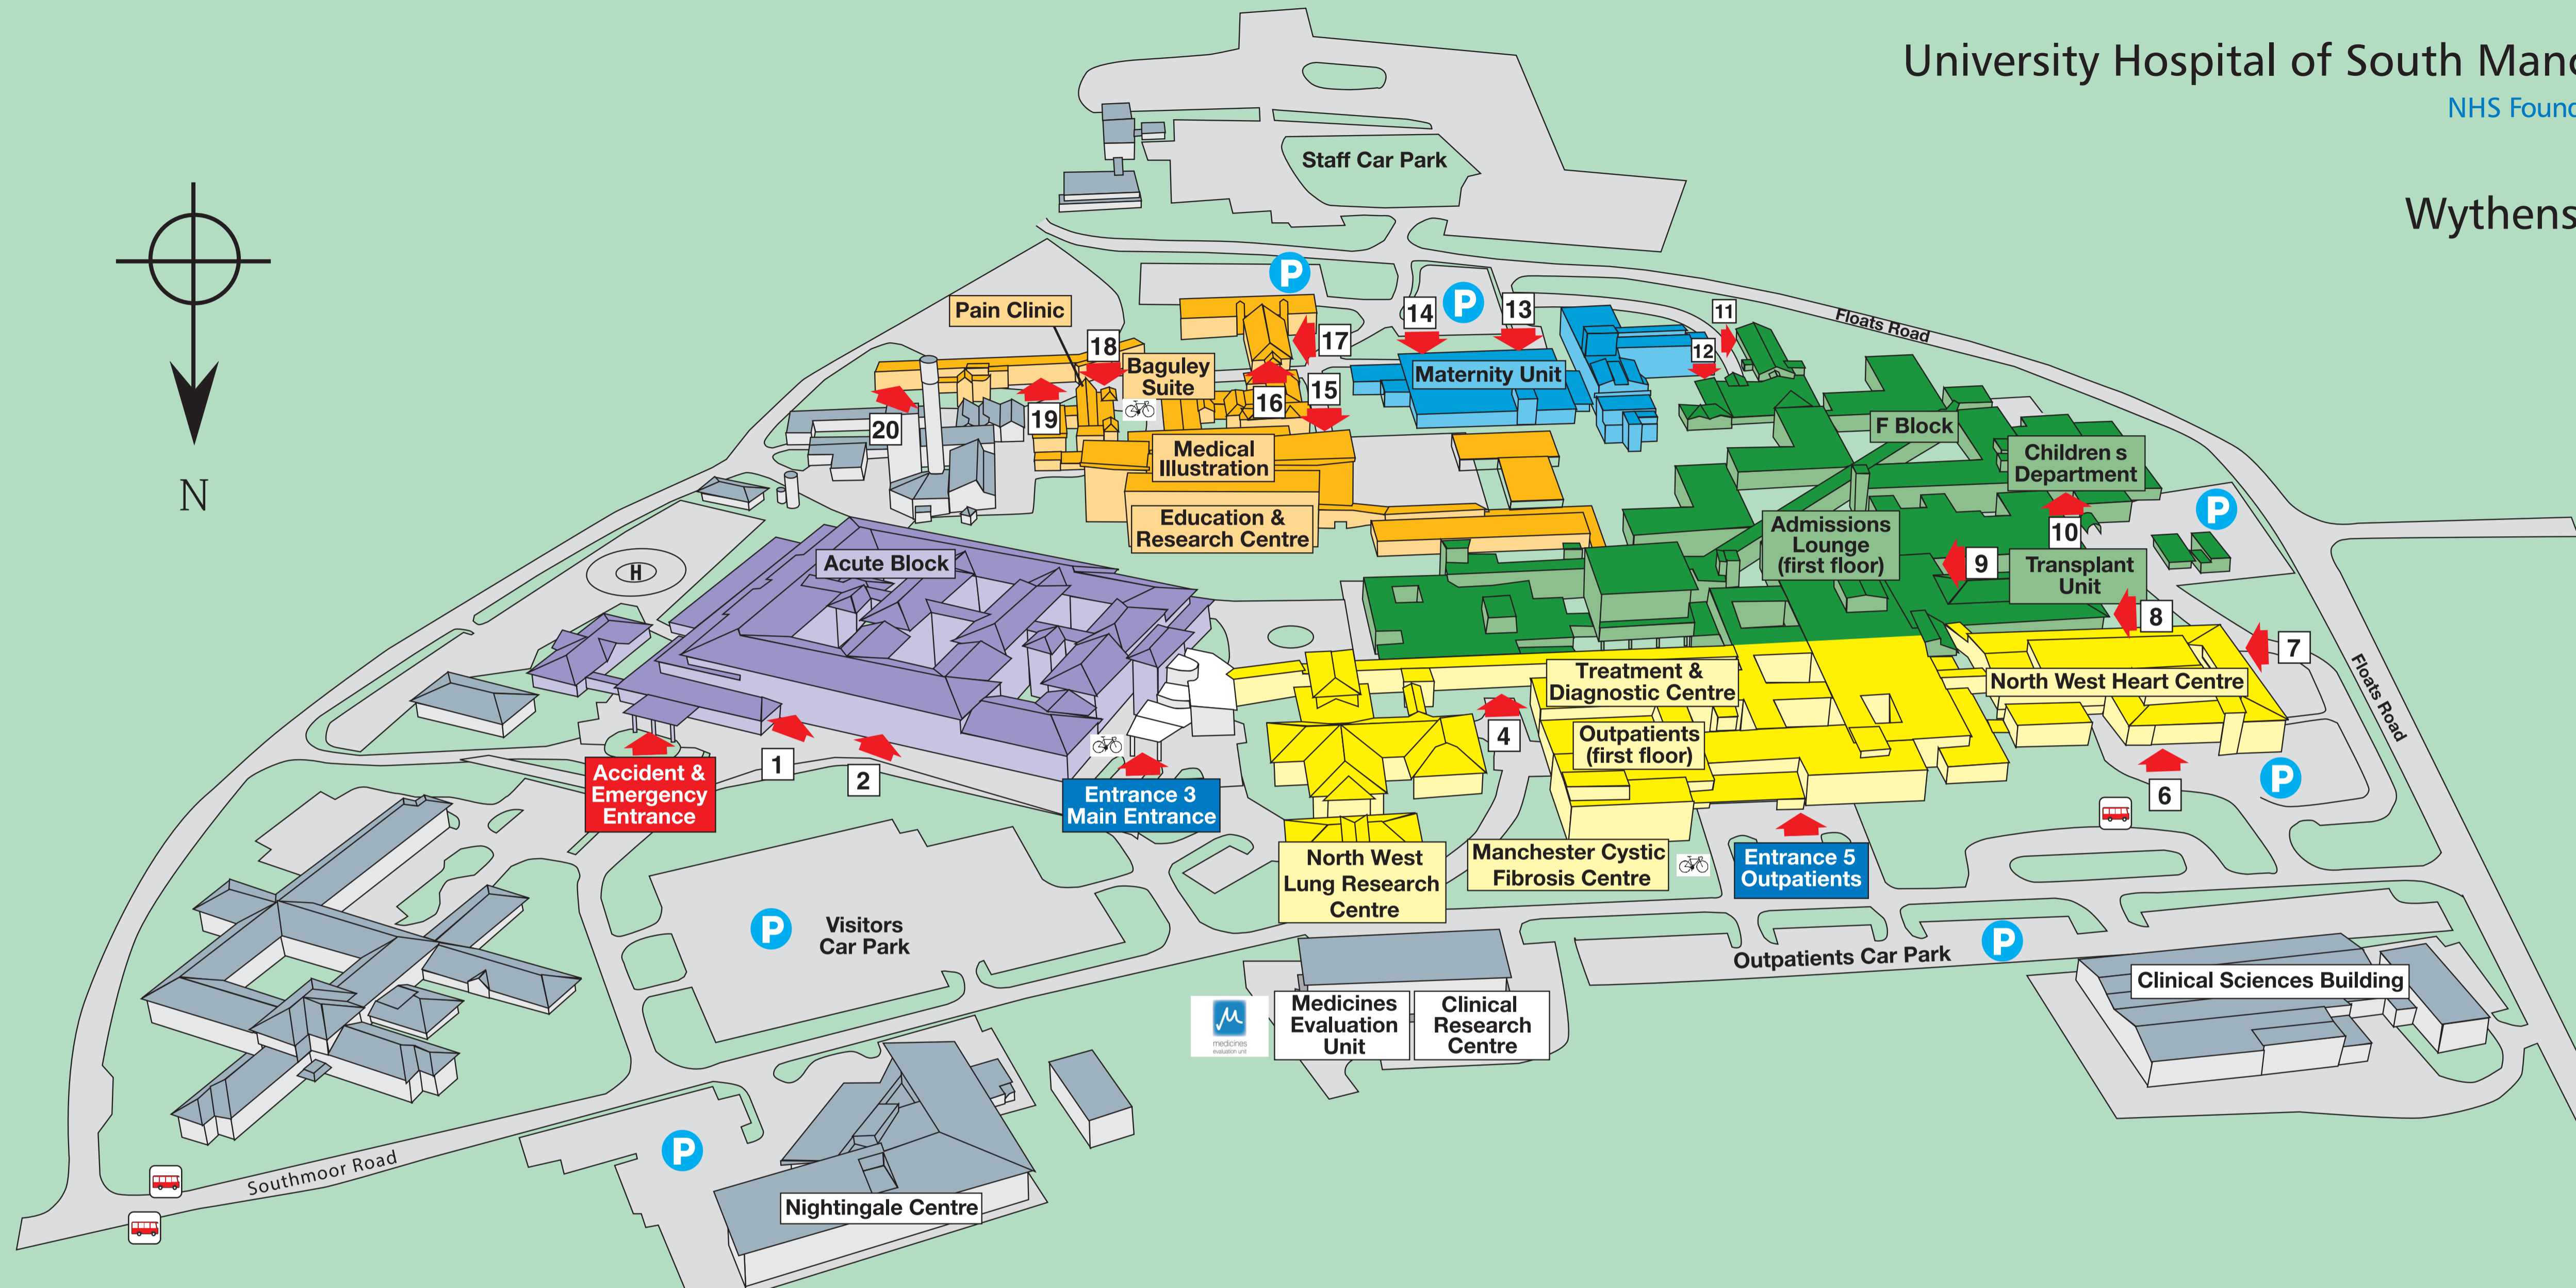 University Hospital of South Manc
NHS Found
Wythens
Staff Car Park
P
P
Floats Road
Pain Clinic
18
Baguley
Suite
17
16
15
14
13
12
11
Maternity Unit
19
20
N
Medical
Illustration
Education &
Research Centre
F Block
Children s
Department
P
10
Admissions
Lounge
(first floor)
9
Transplant
Unit
8
7
Floats Road
H
Acute Block
Treatment &
Diagnostic Centre
North West Heart Centre
Outpatients
(first floor)
4
6
P
Accident &
Emergency
Entrance
1
2
Entrance 3
Main Entrance
North West
Lung Research
Centre
Manchester Cystic
Fibrosis Centre
Entrance 5
Outpatients
P
Visitors
Car Park
Outpatients Car Park
P
Clinical Sciences Building
medicines
evaluation unit
Medicines
Evaluation
Unit
Clinical
Research
Centre
P
Southmoor Road
Nightingale Centre